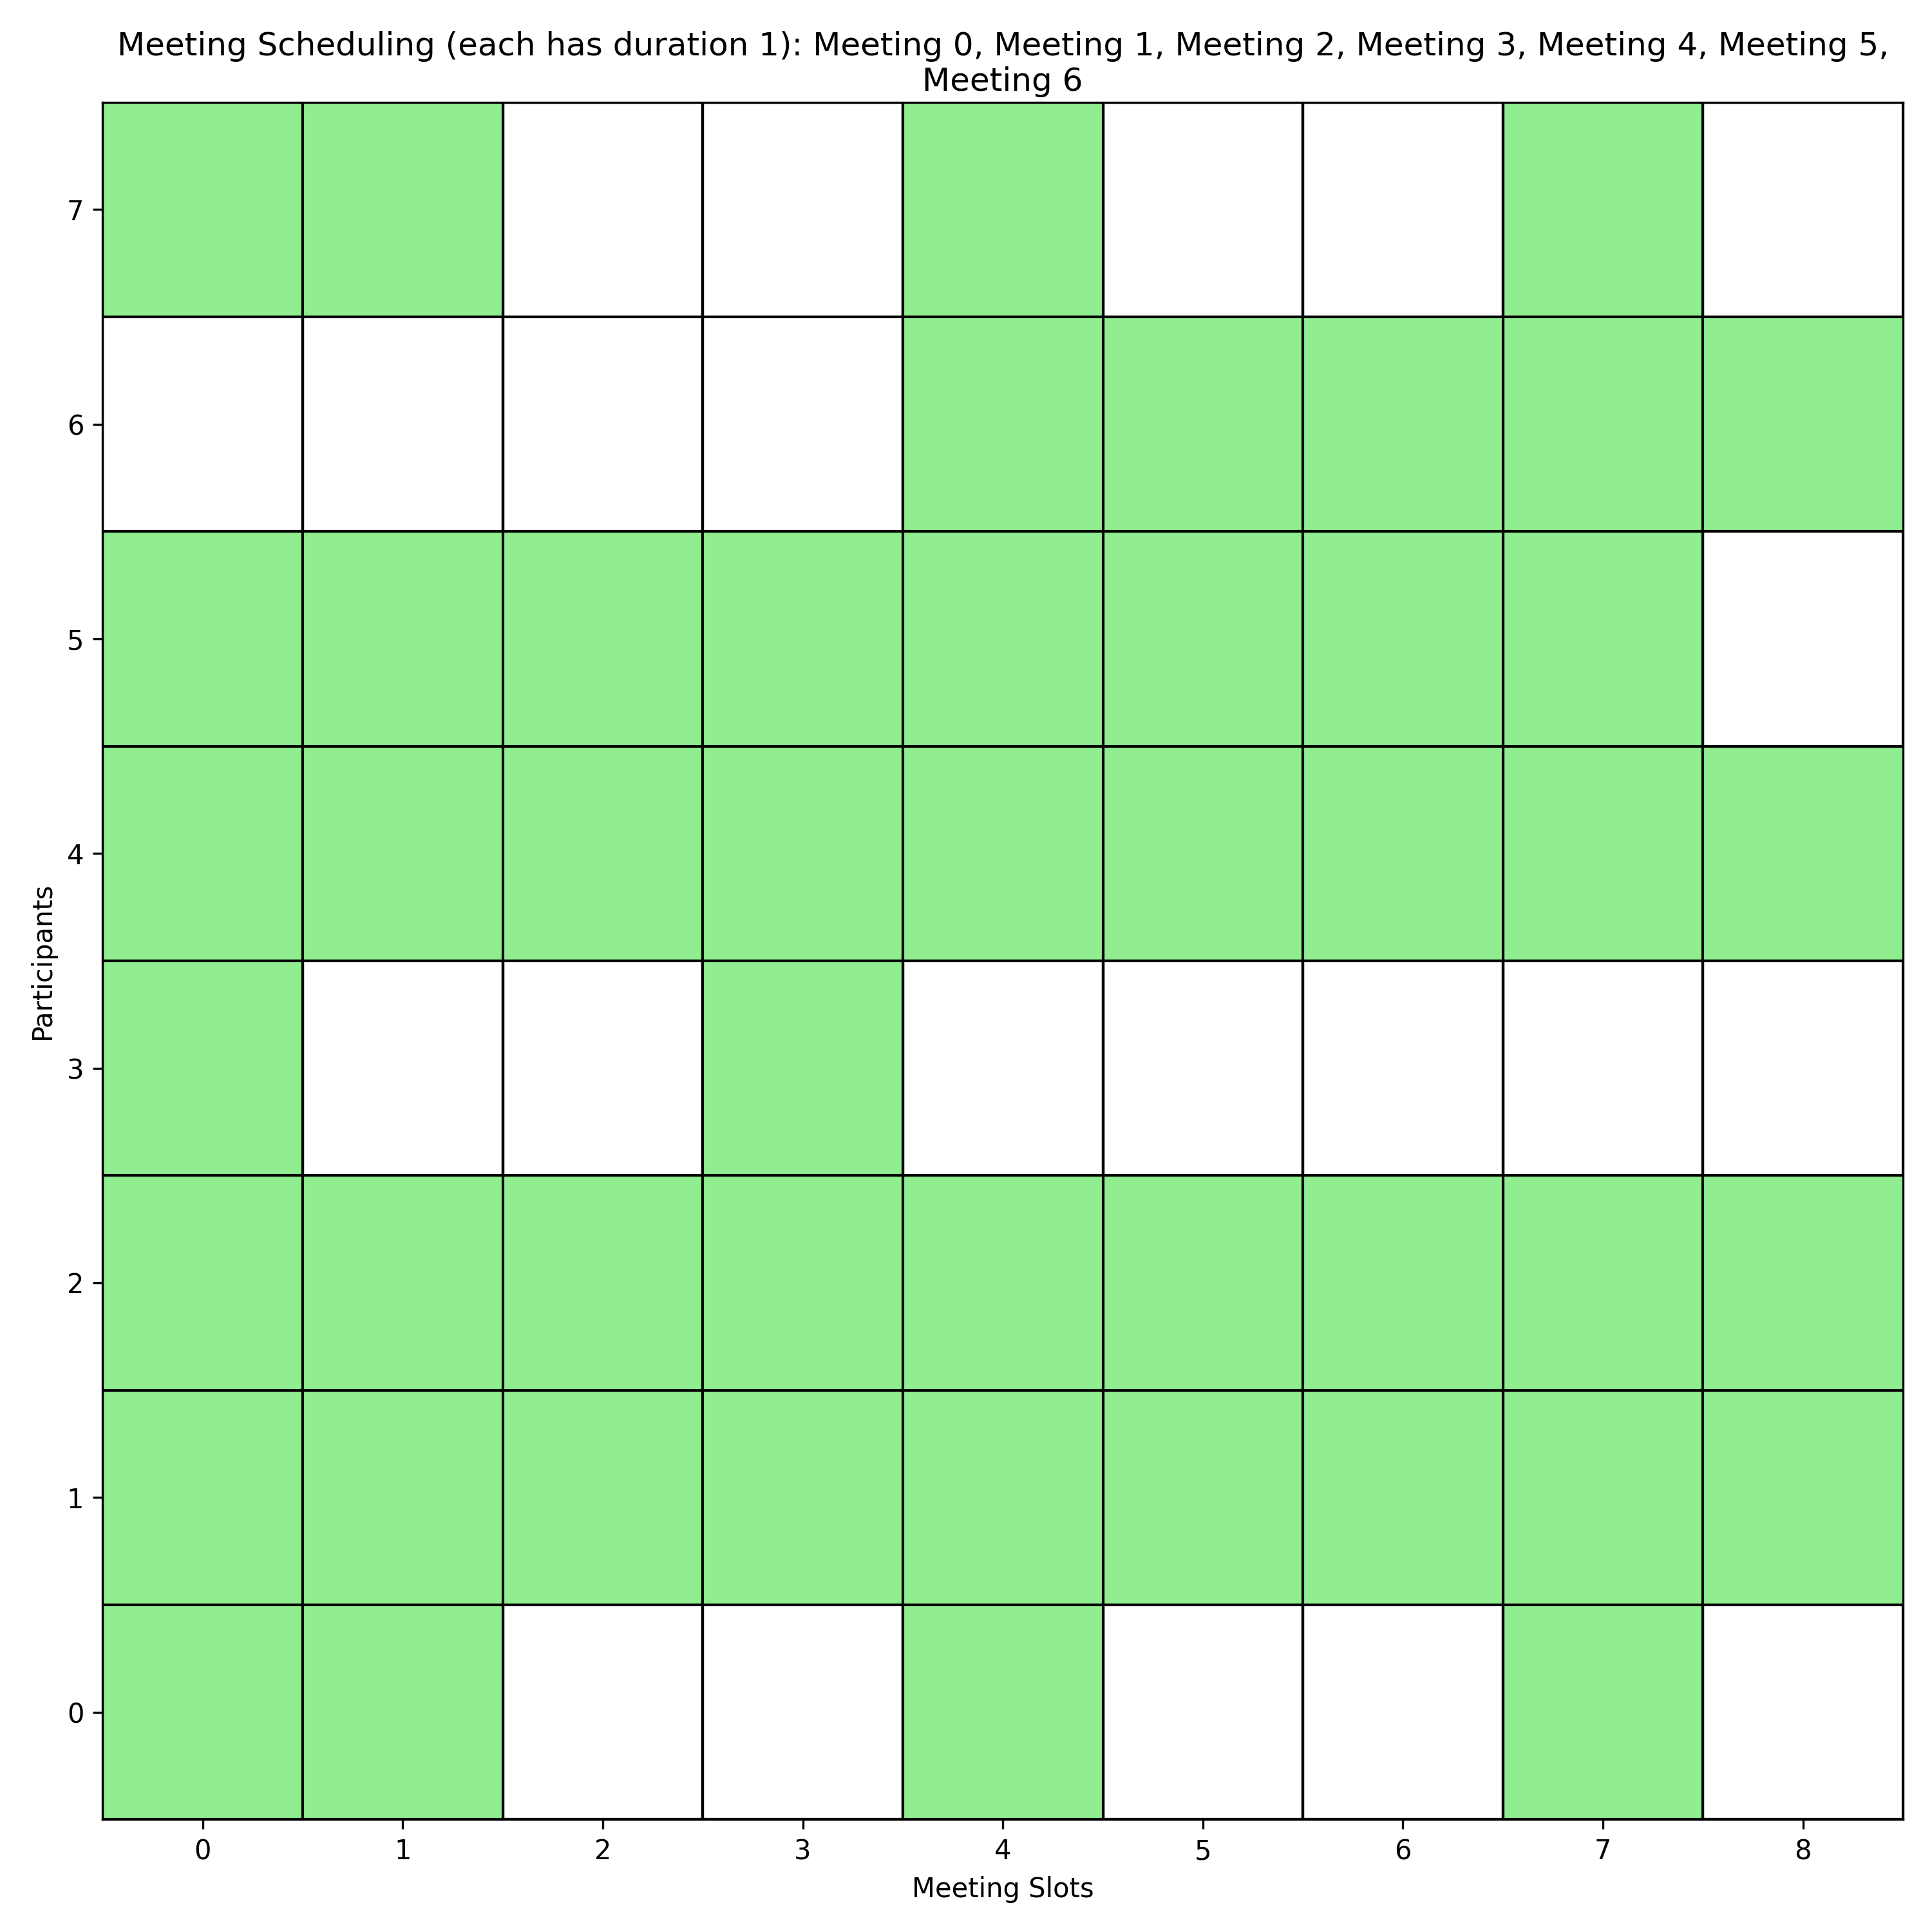 Meeting Scheduling (each has duration 1): Meeting 0, Meeting 1, Meeting 2, Meeting 3, Meeting 4, Meeting 5,
Meeting 6
7
6
5
4
3
2
1
0
Participants
0 1 2 3 4 5 6 7 8
Meeting Slots